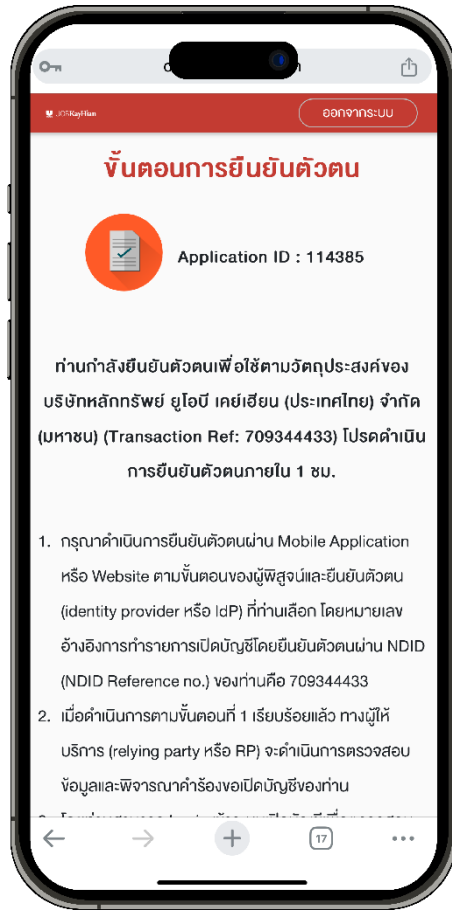 UOBKayHian
ออกจากระบบ
ขั้นตอนการยืนยันตัวตน
Application ID : 114385
ท่านกำลังยืนยันตัวตนเพื่อใช้ตามวัตถุประสงค์ของ
บริษัทหลักทรัพย์ ยูโอบี เคย์เฮียน (ประเทศไทย) จำกัด
(มหาชน) (Transaction Ref: 709344433) โปรดดำเนิน
การยืนยันตัวตนภายใน 1 ชม.
1. กรุณาดำเนินการยืนยันตัวตนผ่าน Mobile Application
หรือ Website ตามขั้นตอนของผู้พิสูจน์และยืนยันตัวตน
(identity provider หรือ IdP) ที่ท่านเลือก โดยหมายเลข
อ้างอิงการทำรายการเปิดบัญชีโดยยืนยันตัวตนผ่าน NDID
(NDID Reference no.) ของท่านคือ 709344433
2. เมื่อดำเนินการตามขั้นตอนที่ 1 เรียบร้อยแล้ว ทางผู้ให้
บริการ (relying party หรือ RP) จะดำเนินการตรวจสอบ
ข้อมูลและพิจารณาคำร้องขอเปิดบัญชีของท่าน
17